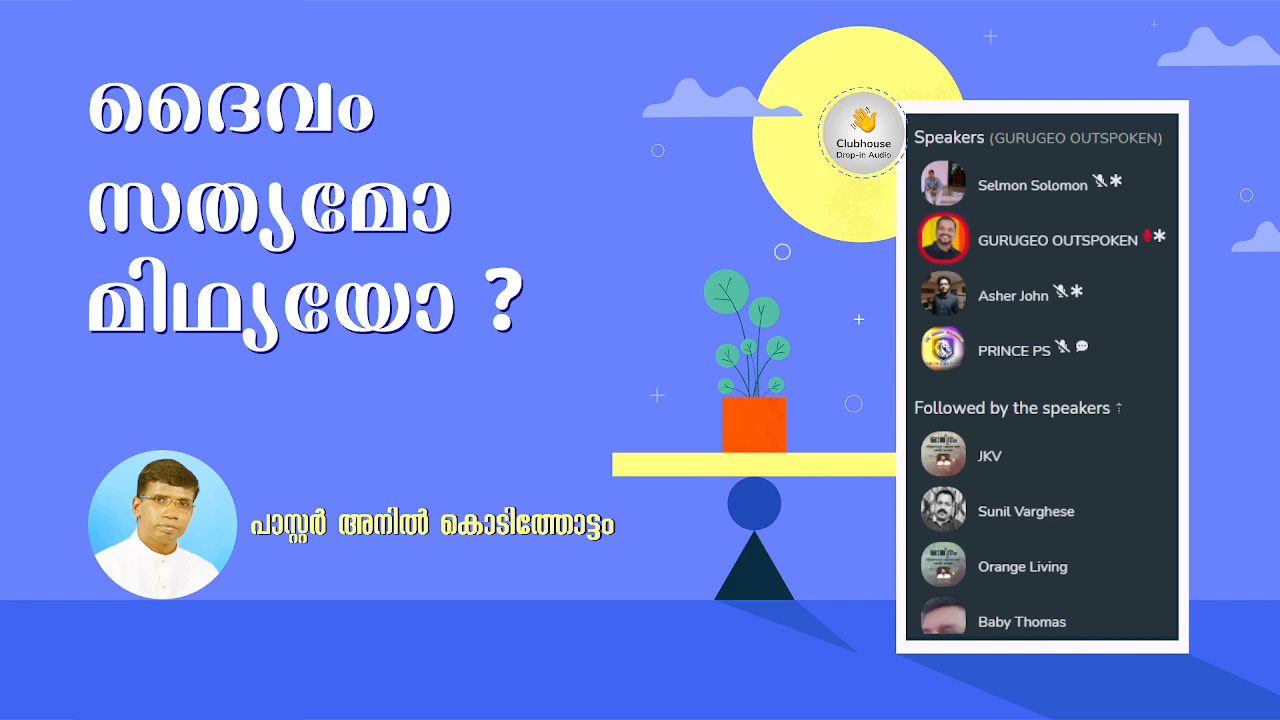 ദൈവം
സത്യമോ
മിഥ്യയോ ?
പാസ്റ്റർ അനിൽ കൊടിത്തോട്ടം
Clubhouse
Drop-in Audio
Speakers (GURUGEO OUTSPOKEN)
Selmon Solomon
GURUGEO OUTSPOKEN
Asher John
PRINCE PS
Followed by the speakers ↑
JKV
Sunil Varghese
Orange Living
Baby Thomas